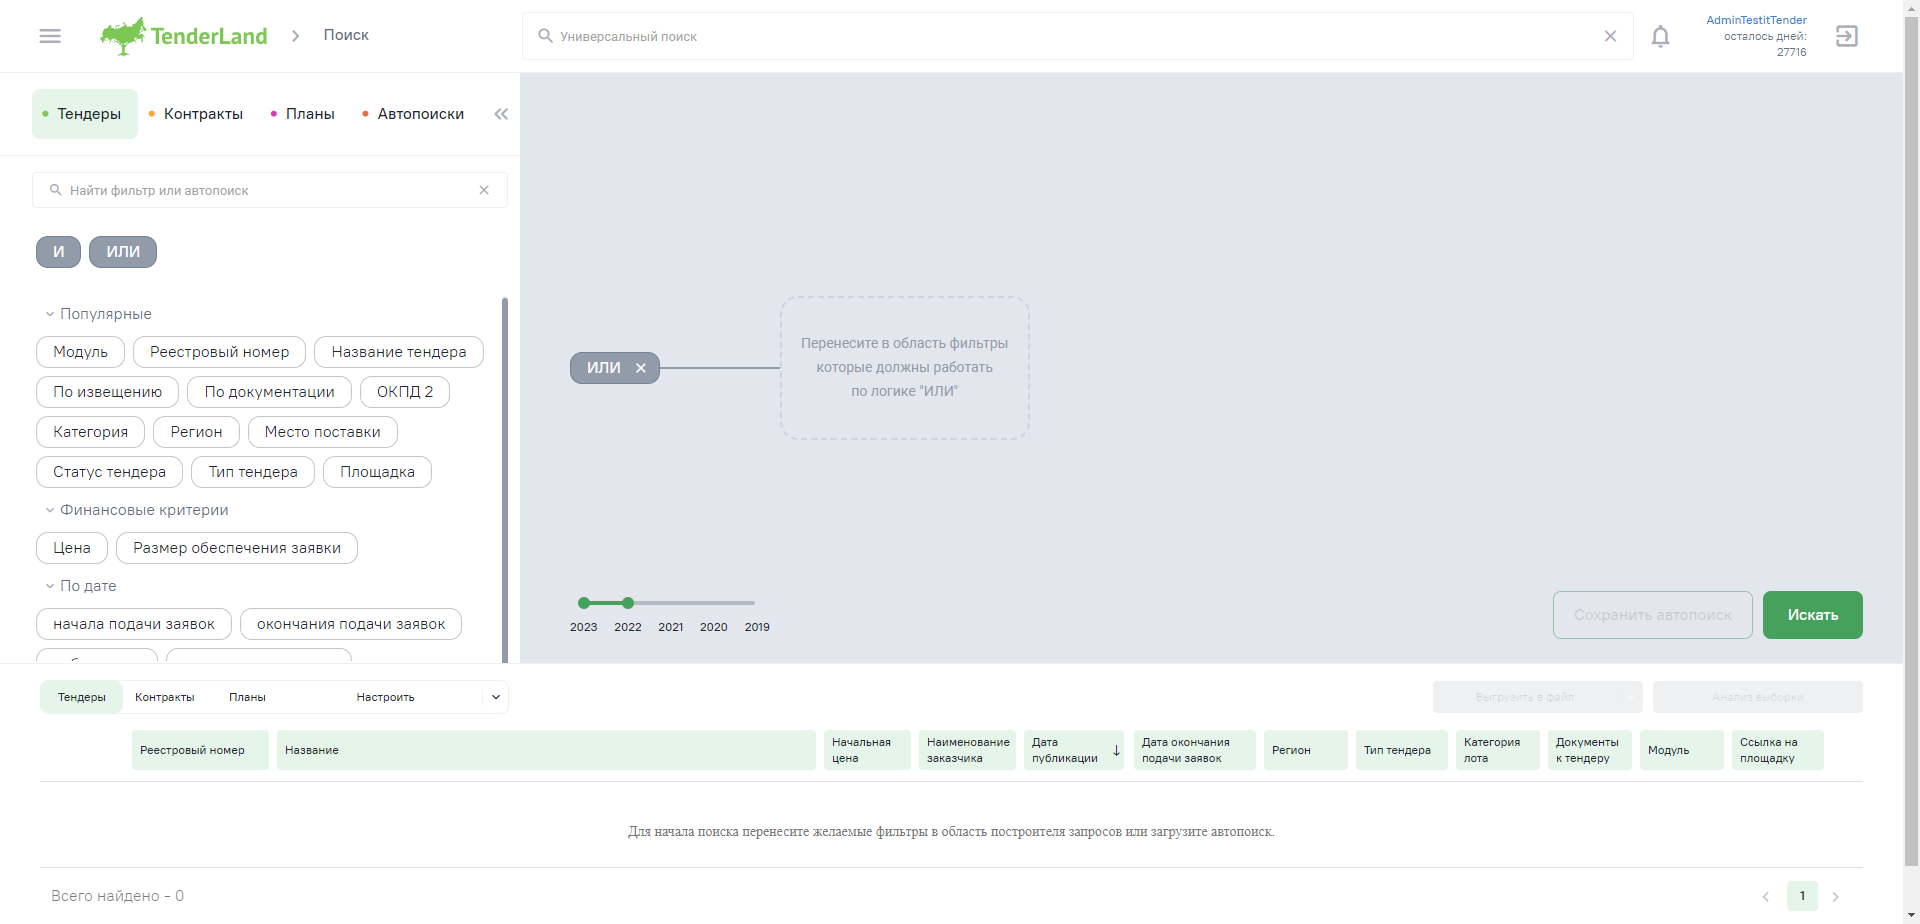 TenderLand
Поиск
Универсальный поиск
AdminTestitTender
осталось дней:
27716
Тендеры
Контракты
Планы
Автопоиски
Найти фильтр или автопоиск
И
ИЛИ
Популярные
Модуль
Реестровый номер
Название тендера
По извещению
По документации
ОКПД 2
Категория
Регион
Место поставки
Статус тендера
Тип тендера
Площадка
Финансовые критерии
Цена
Размер обеспечения заявки
По дате
начала подачи заявок
окончания подачи заявок
ИЛИ
Перенесите в область фильтры
которые должны работать
по логике "ИЛИ"
2023
2022
2021
2020
2019
Сохранить автопоиск
Искать
Тендеры
Контракты
Планы
Настроить
Выгрузить в файл
Анализ выборки
Реестровый номер
Название
Начальная
цена
Наименование
заказчика
Дата
публикации
Дата окончания
подачи заявок
Регион
Тип тендера
Категория
лота
Документы
к тендеру
Модуль
Ссылка на
площадку
Для начала поиска перенесите желаемые фильтры в область построителя запросов или загрузите автопоиск.
Всего найдено - 0
1